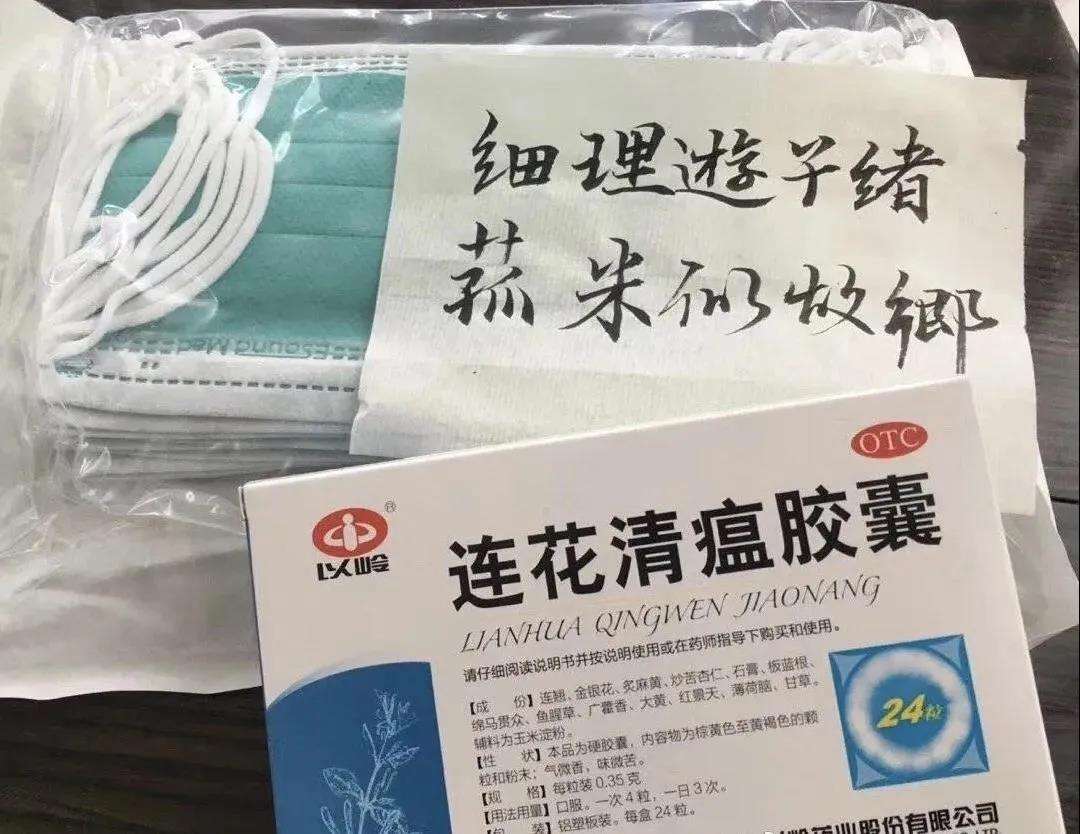 细理遊子绪
菰米似故鄉
OTC
®
以岭
连花清瘟胶囊
LIANHUA QINGWEN JIAONANG
请仔细阅读说明书并按说明使用或在药师指导下购买和使用。
【成 份】连翘、金银花、炙麻黄、炒苦杏仁、石膏、板蓝根、
绵马贯众、鱼腥草、广藿香、大黄、红景天、薄荷脑、甘草。
辅料为玉米淀粉。
【性 状】本品为硬胶囊，内容物为棕黄色至黄褐色的颗
粒和粉末；气微香，味微苦。
【规 格】每粒装0.35克
【用法用量】口服。一次4粒，一日3次。
【包 装】铝塑板装。每盒24粒。
24粒
药业股份有限公司